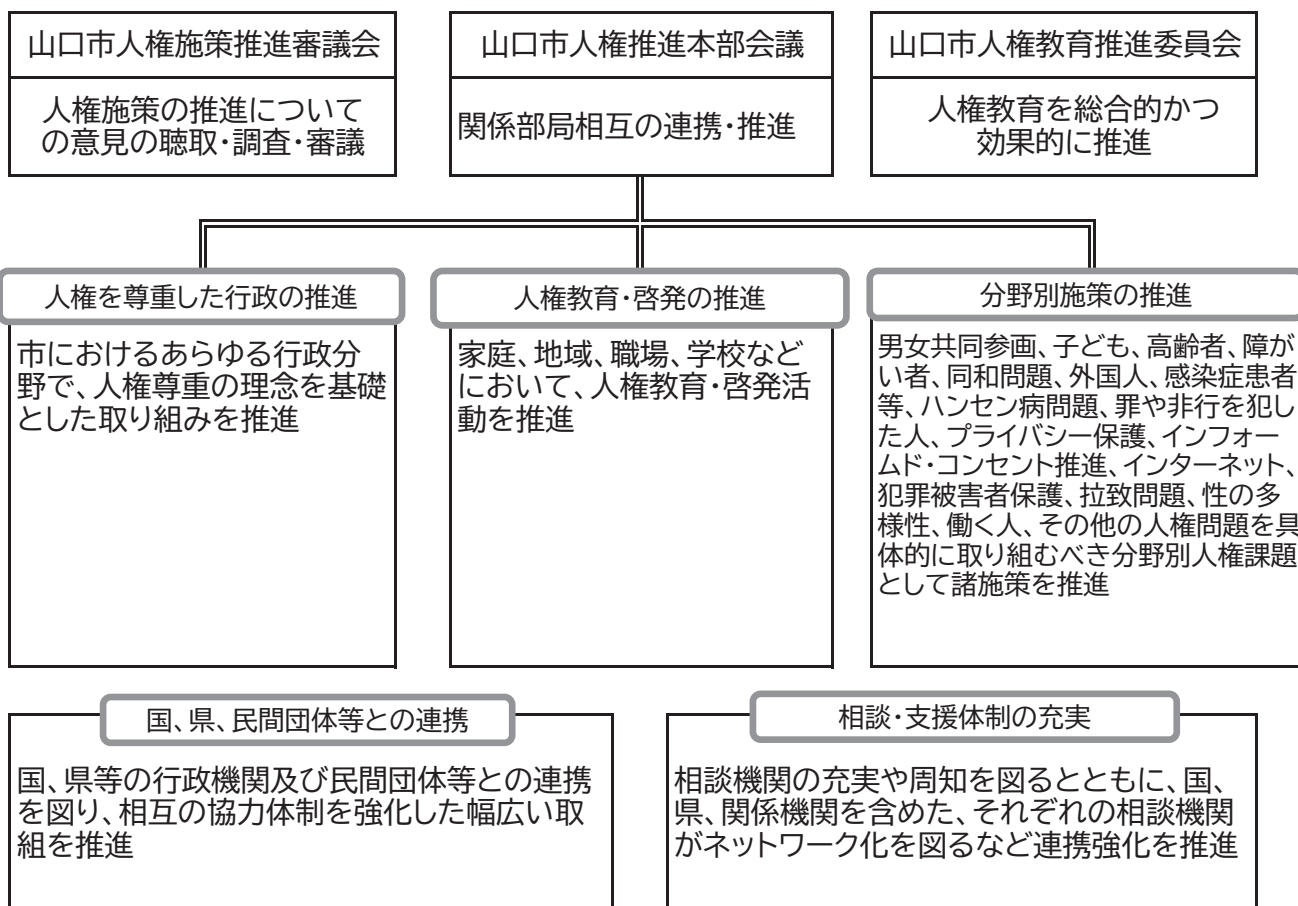 山口市人権施策推進審議会
人権施策の推進について
の意見の聴取・調査・審議
山口市人権推進本部会議
関係部局相互の連携・推進
山口市人権教育推進委員会
人権教育を総合的かつ
効果的に推進
人権を尊重した行政の推進
市におけるあらゆる行政分
野で、人権尊重の理念を基礎
とした取り組みを推進
人権教育・啓発の推進
家庭、地域、職場、学校など
において、人権教育・啓発活
動を推進
分野別施策の推進
男女共同参画、子ども、高齢者、障が
い者、同和問題、外国人、感染症患者
等、ハンセン病問題、罪や非行を犯し
た人、プライバシー保護、インフォー
ムド・コンセント推進、インターネット、
犯罪被害者保護、拉致問題、性の多
様性、働く人、その他の人権問題を具
体的に取り組むべき分野別人権課題
として諸施策を推進
国、県、民間団体等との連携
国、県等の行政機関及び民間団体等との連携
を図り、相互の協力体制を強化した幅広い取
組を推進
相談・支援体制の充実
相談機関の充実や周知を図るとともに、国、
県、関係機関を含めた、それぞれの相談機関
がネットワーク化を図るなど連携強化を推進